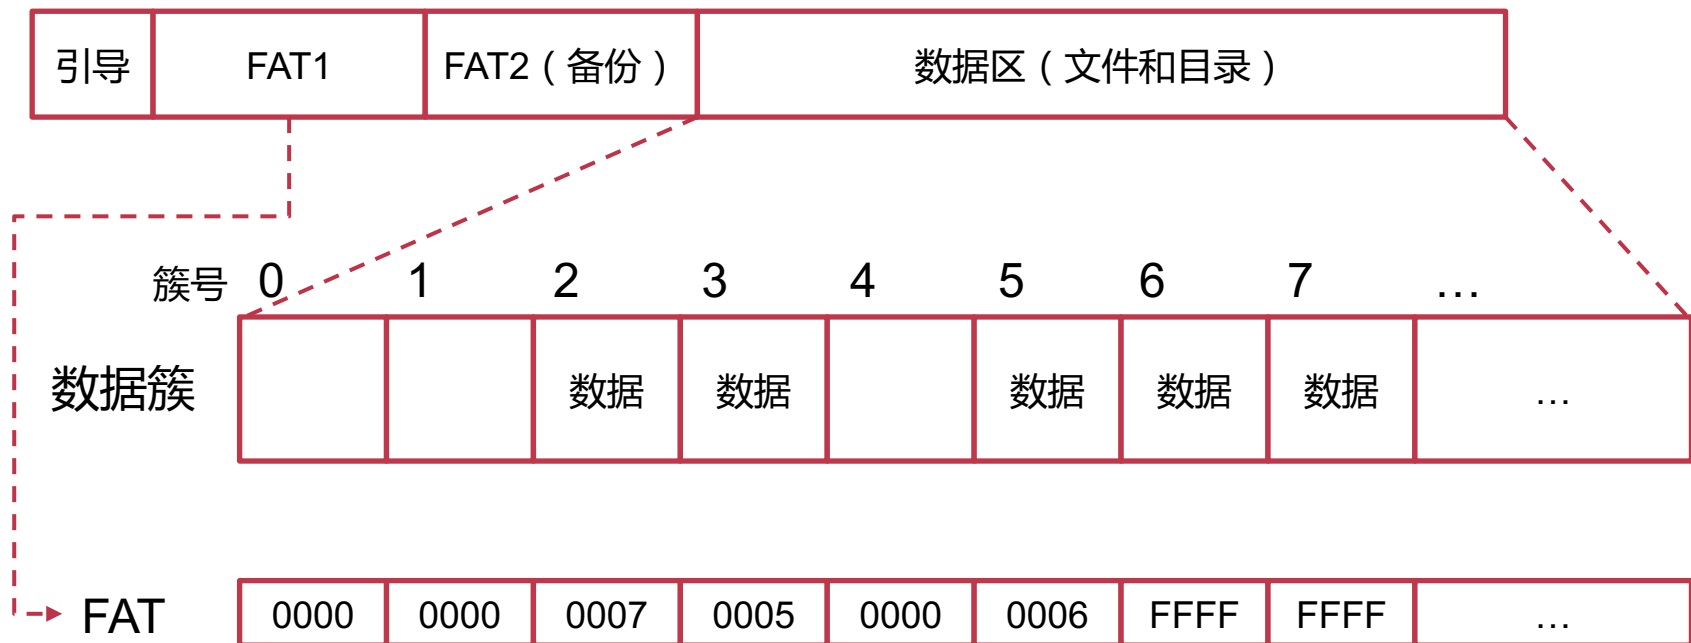 引导 FAT1 FAT2（备份） 数据区（文件和目录）
簇号 0 1 2 3 4 5 6 7 …
数据簇 数据 数据 数据 数据 数据 …
FAT 0000 0000 0007 0005 0000 0006 FFFF FFFF …